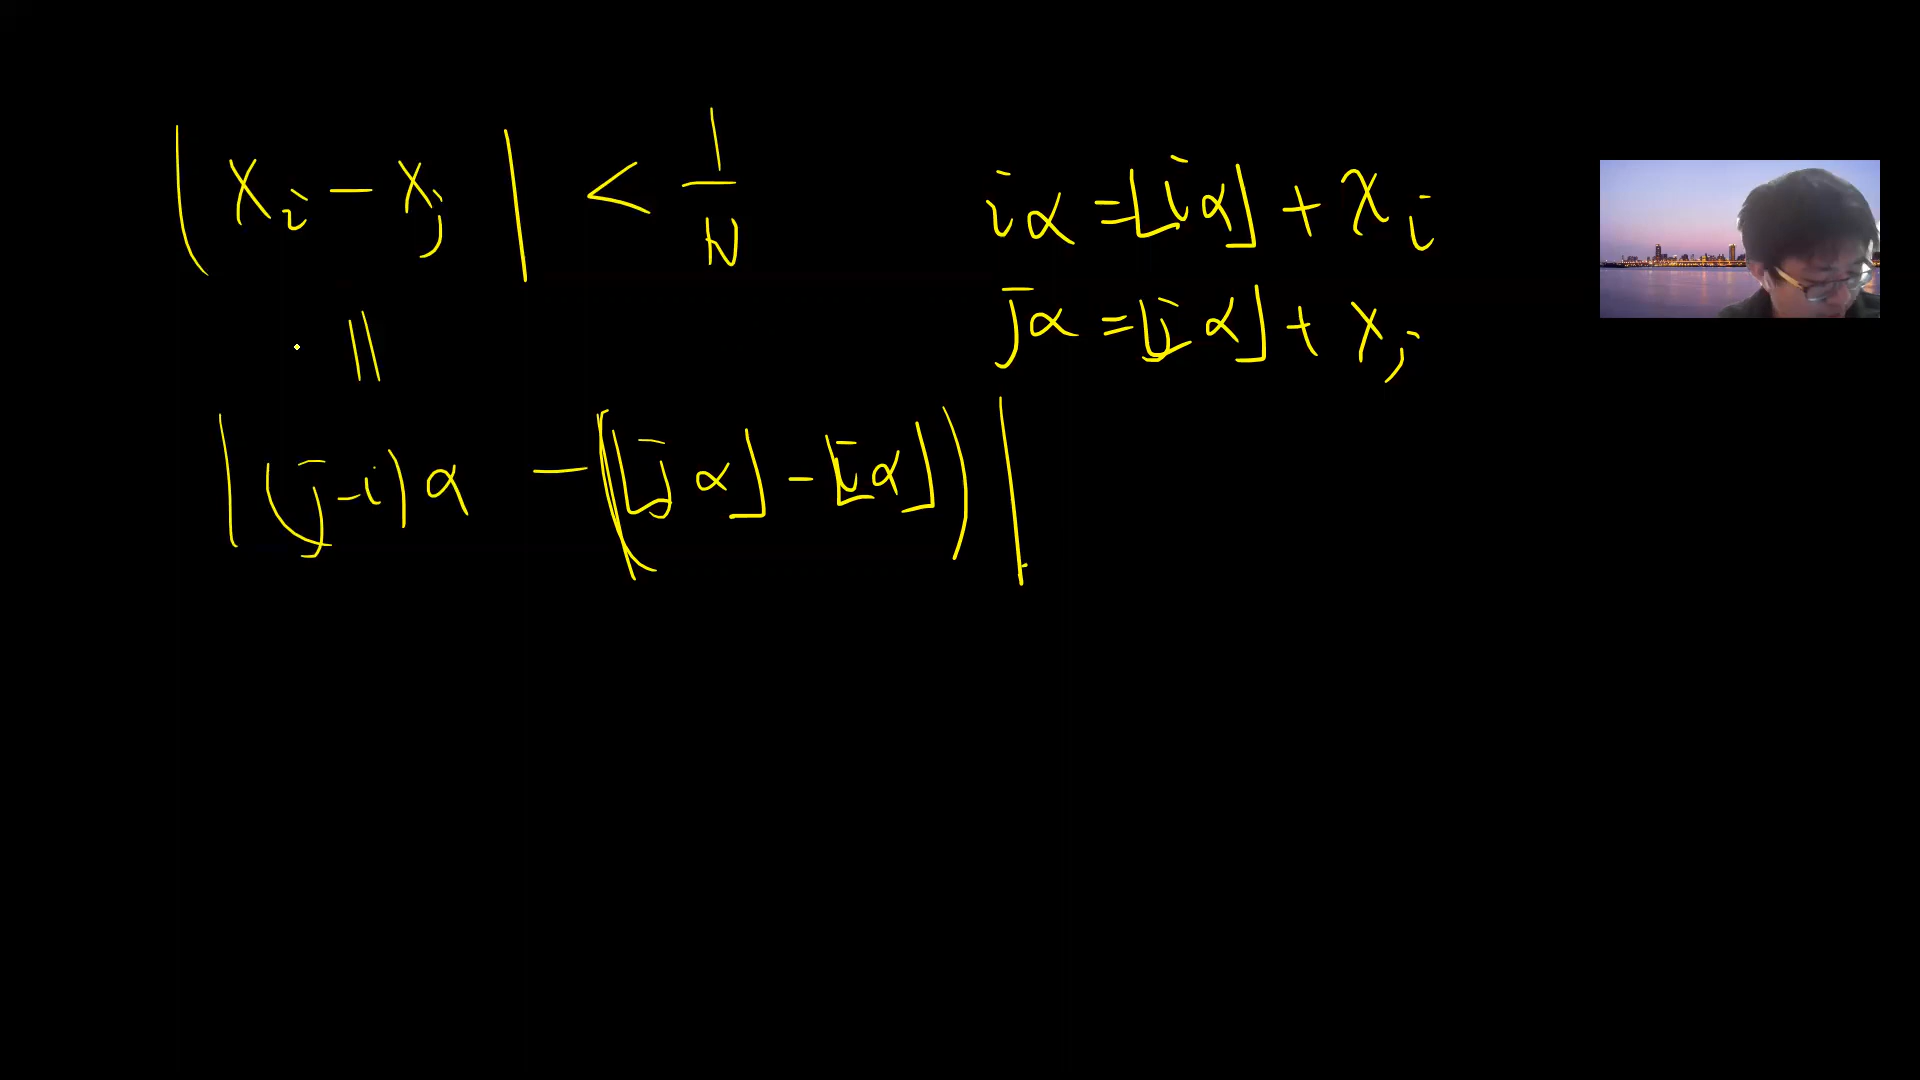 |x_i - x_j| < 1/N
iα = ⌊iα⌋ + x_i
jα = ⌊jα⌋ + x_j
||
|(j-i)α - (⌊jα⌋ - ⌊iα⌋)|